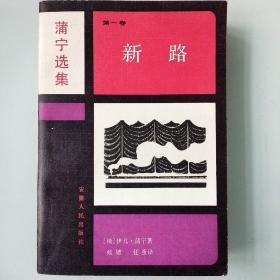 蒲宁选集
第一卷
新路
安徽人民出版社
〔俄〕伊凡·蒲宁著
戴骢 任重译